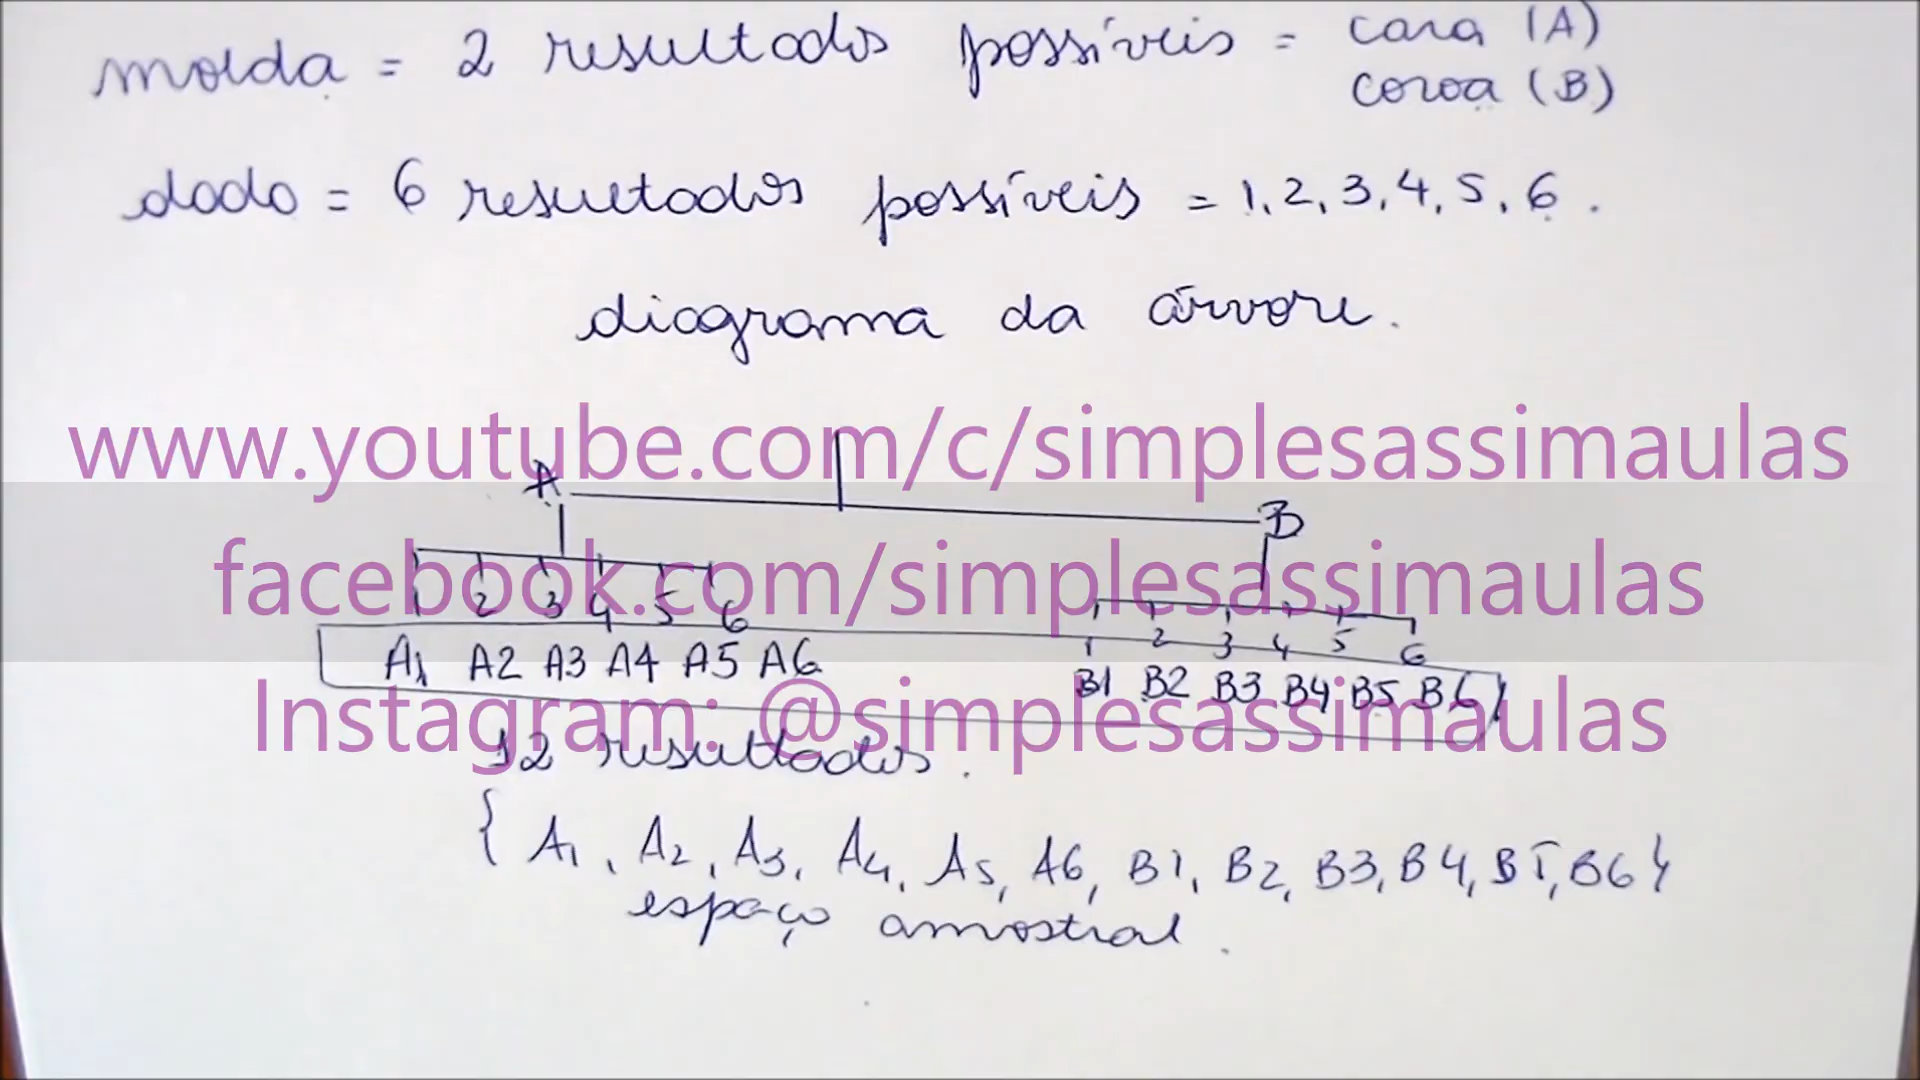 moeda = 2 resultados possíveis = cara (A)
coroa (B)
dado = 6 resultados possíveis = 1, 2, 3, 4, 5, 6.
diagrama da árvore.
www.youtube.com/c/simplesassimaulas
A B
facebook.com/simplesassimaulas
1 2 3 4 5 6 1 2 3 4 5 6
A1 A2 A3 A4 A5 A6 B1 B2 B3 B4 B5 B6
Instagram: @simplesassimaulas
12 resultados.
{ A1, A2, A3, A4, A5, A6, B1, B2, B3, B4, B5, B6 }
espaço amostral.